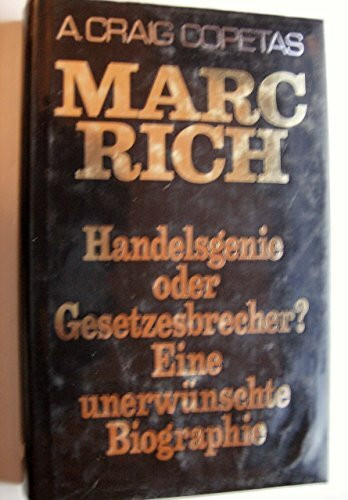 A. CRAIG COPETAS
MARC
RICH
Handelsgenie
oder
Gesetzesbrecher?
Eine
unerwünschte
Biographie